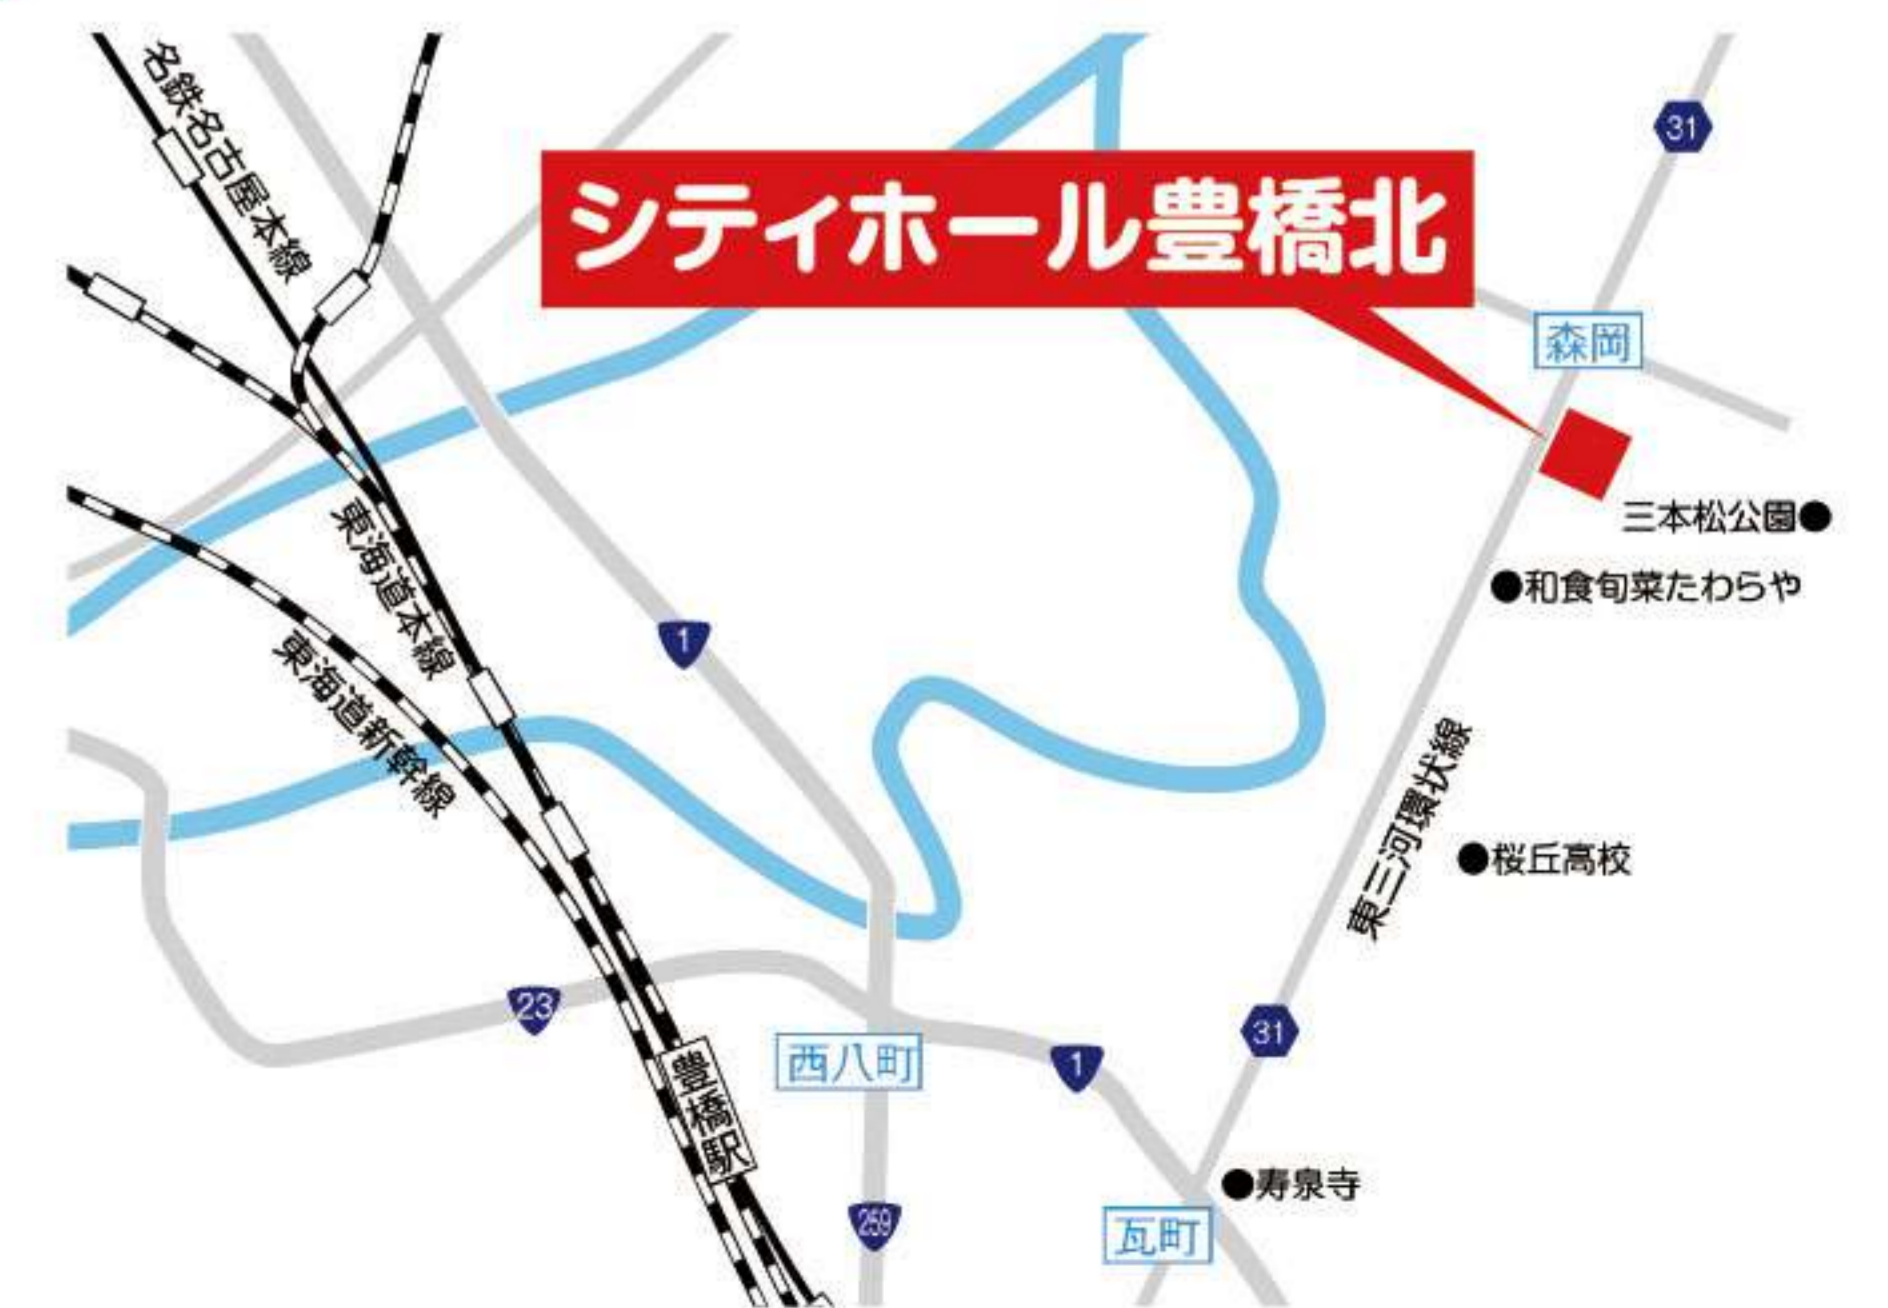 名鉄名古屋本線
31
シティホール豊橋北
森岡
三本松公園
和食旬菜たわらや
東海道本線
東海道新幹線
1
東三河環状線
桜丘高校
23
31
西八町
1
豊橋駅
寿泉寺
259
瓦町